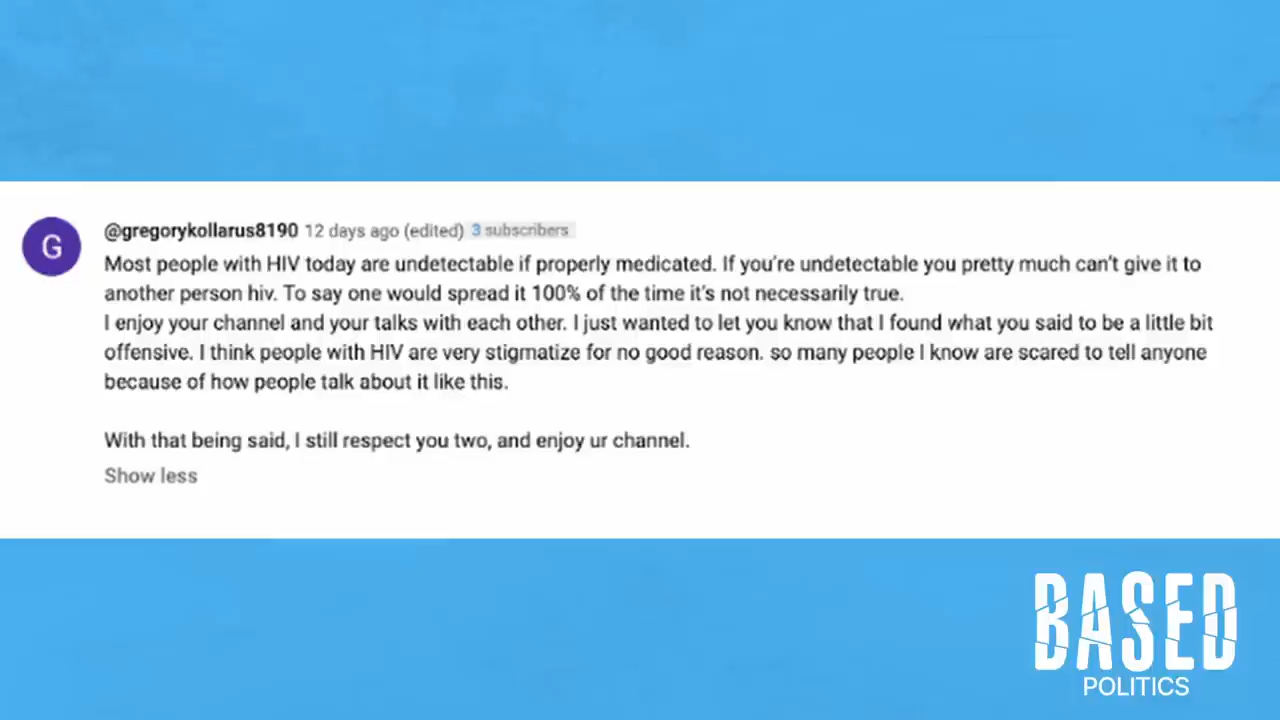 G
@gregorykollarus8190 12 days ago (edited) 3 subscribers
Most people with HIV today are undetectable if properly medicated. If you're undetectable you pretty much can't give it to
another person hiv. To say one would spread it 100% of the time it's not necessarily true.
I enjoy your channel and your talks with each other. I just wanted to let you know that I found what you said to be a little bit
offensive. I think people with HIV are very stigmatize for no good reason. so many people I know are scared to tell anyone
because of how people talk about it like this.
With that being said, I still respect you two, and enjoy ur channel.
Show less
BASED
POLITICS